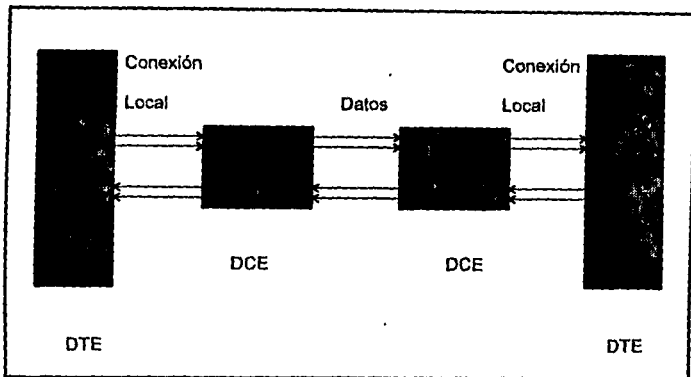 Conexión
Local
Datos
Conexión
Local
DCE
DCE
DTE
DTE